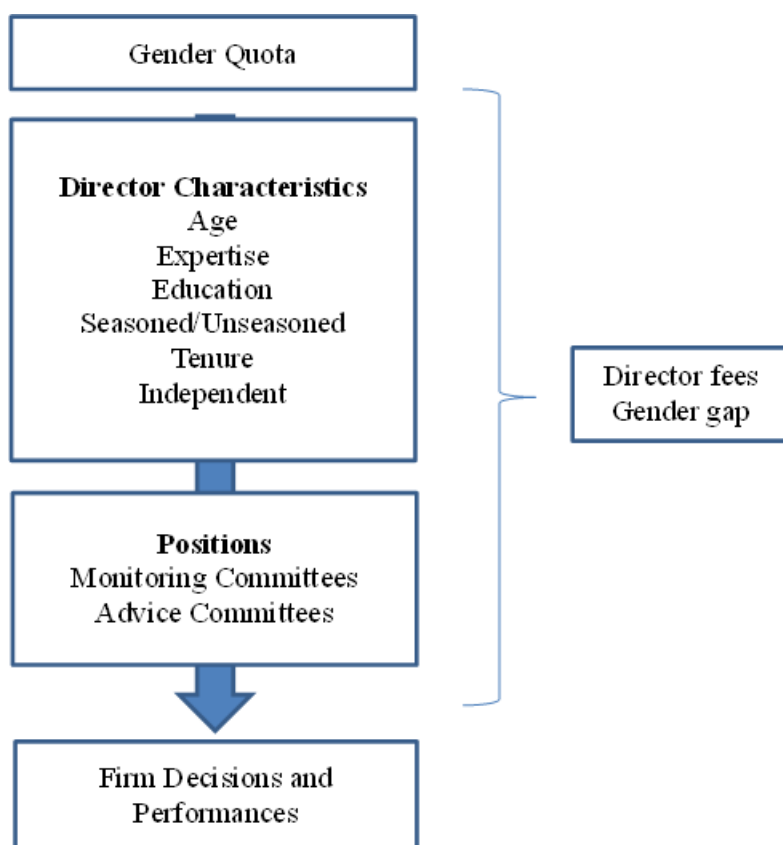 Gender Quota
Director Characteristics
Age
Expertise
Education
Seasoned/Unseasoned
Tenure
Independent
Director fees
Gender gap
Positions
Monitoring Committees
Advice Committees
Firm Decisions and
Performances